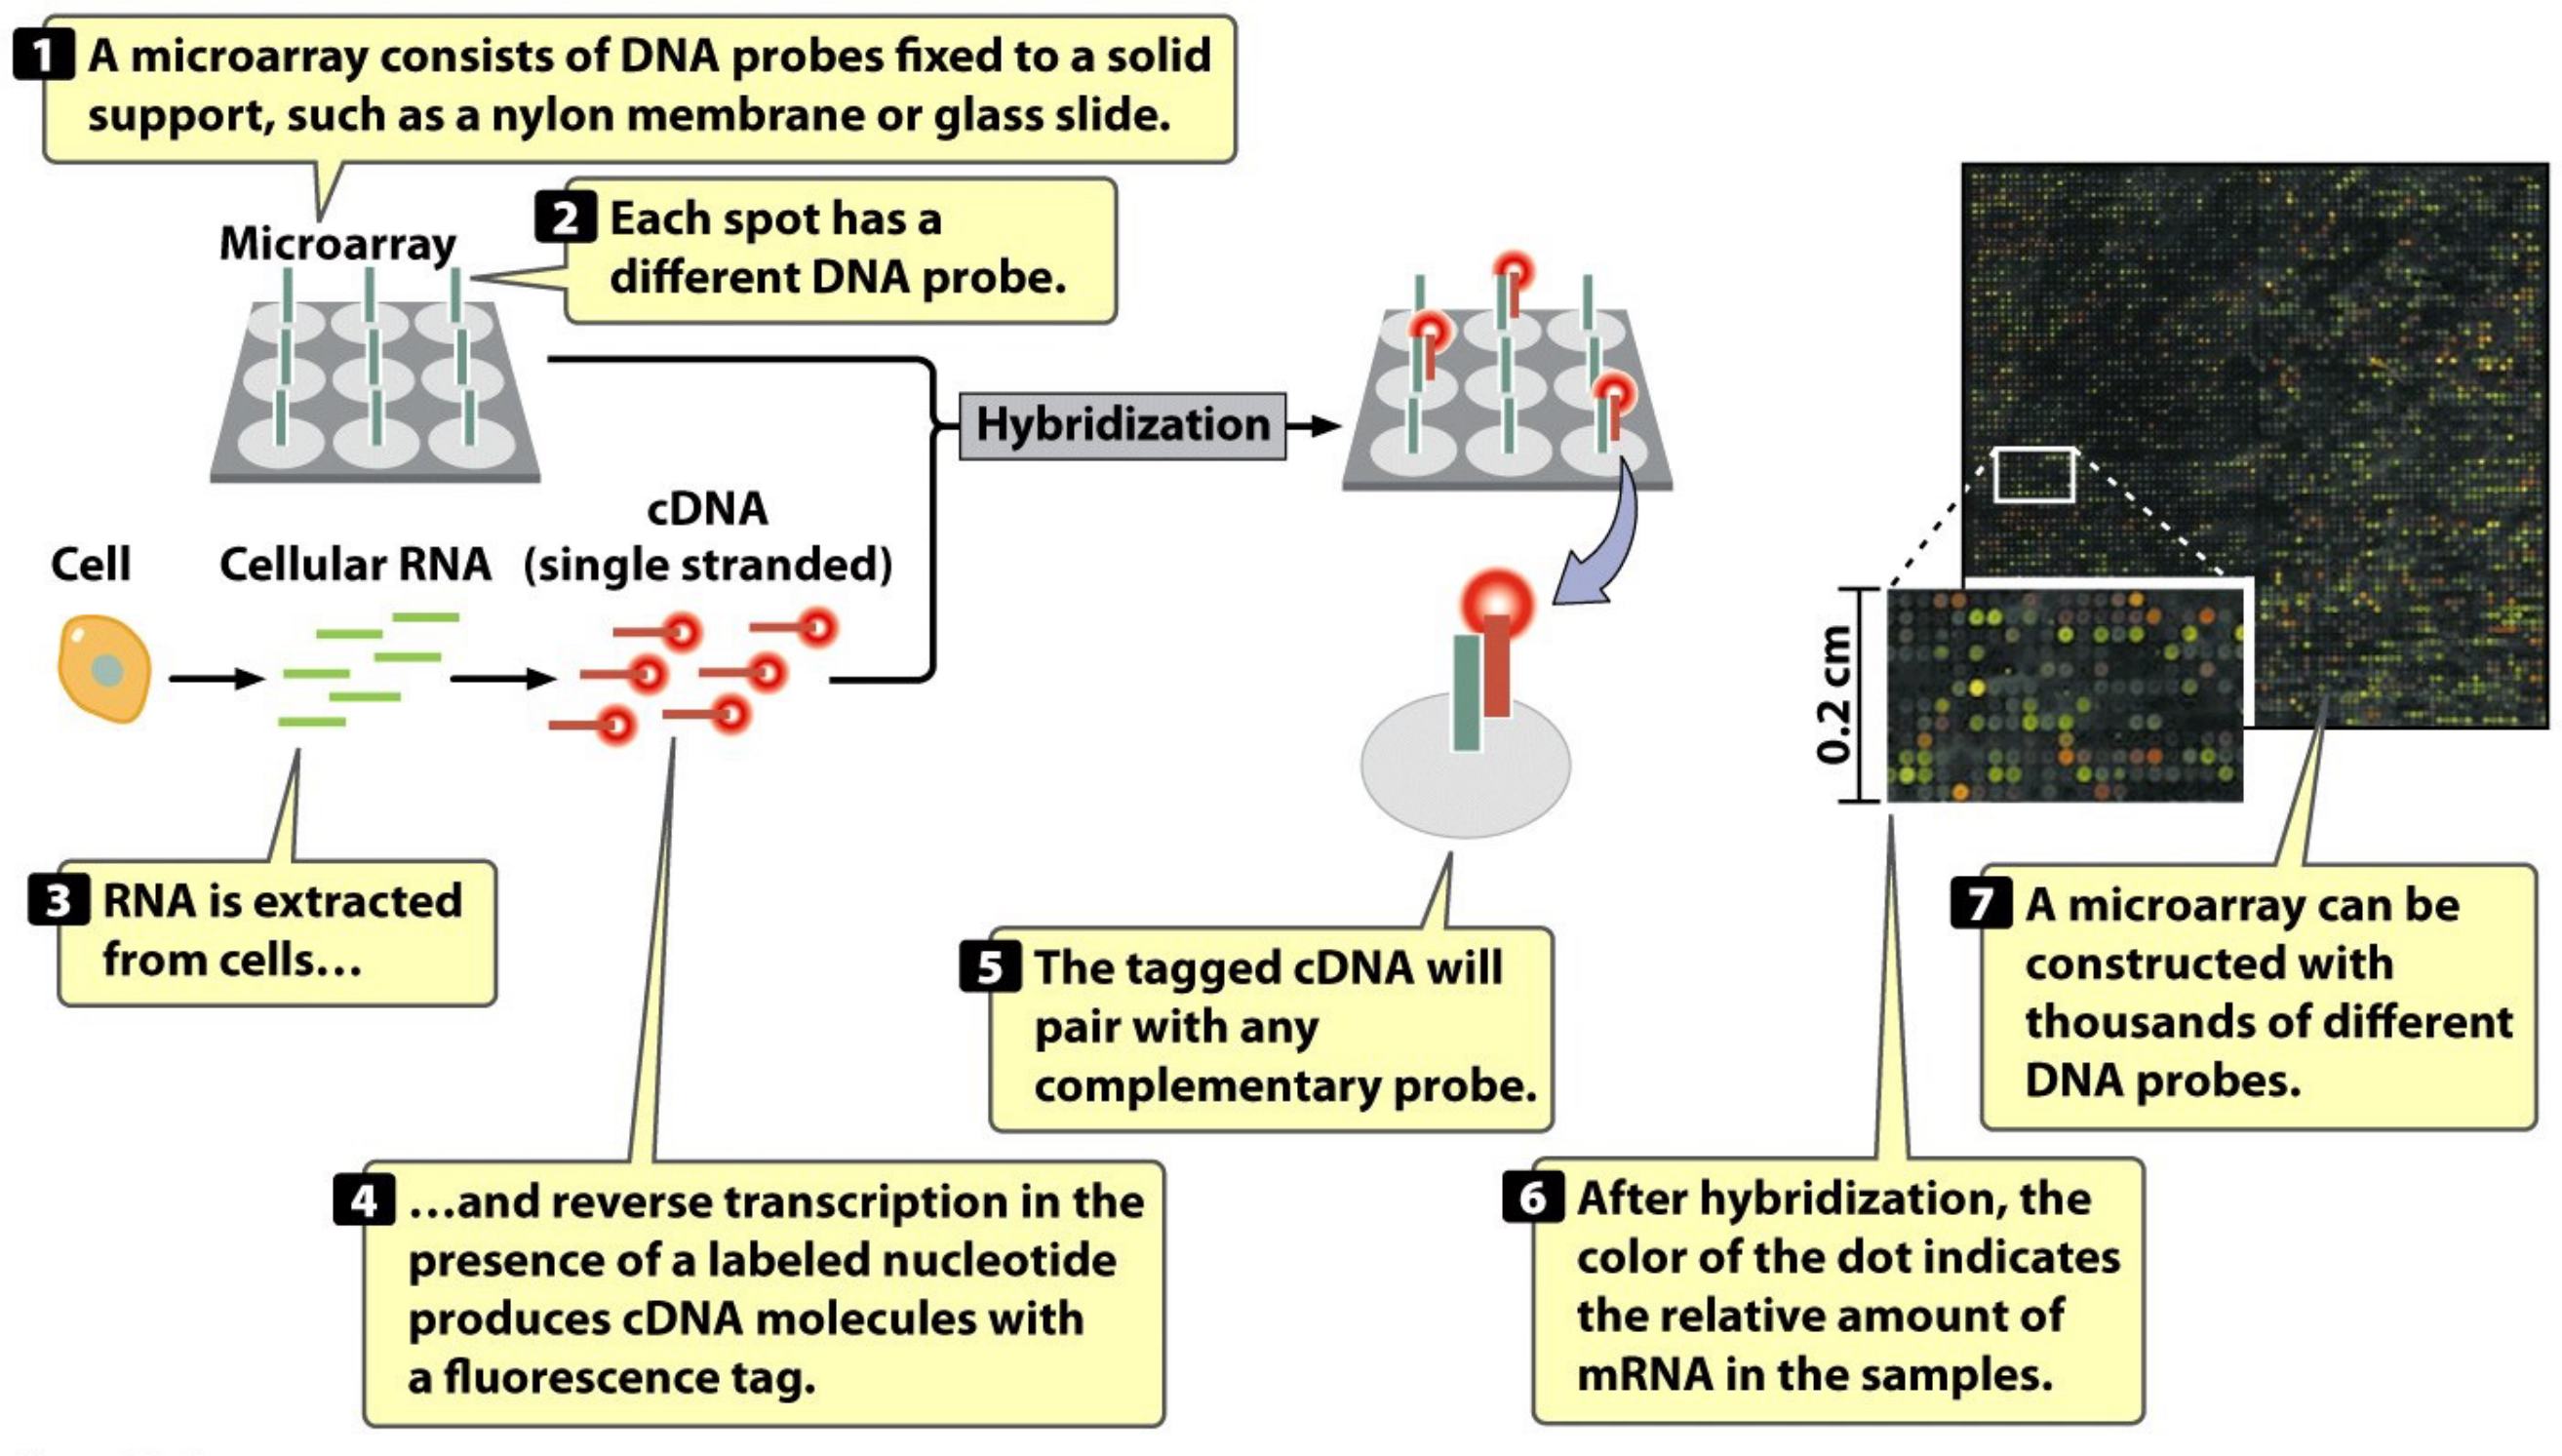 1 A microarray consists of DNA probes fixed to a solid
support, such as a nylon membrane or glass slide.
Microarray
2 Each spot has a
different DNA probe.
Hybridization
Cell
Cellular RNA
cDNA
(single stranded)
0.2 cm
3 RNA is extracted
from cells…
4 …and reverse transcription in the
presence of a labeled nucleotide
produces cDNA molecules with
a fluorescence tag.
5 The tagged cDNA will
pair with any
complementary probe.
6 After hybridization, the
color of the dot indicates
the relative amount of
mRNA in the samples.
7 A microarray can be
constructed with
thousands of different
DNA probes.